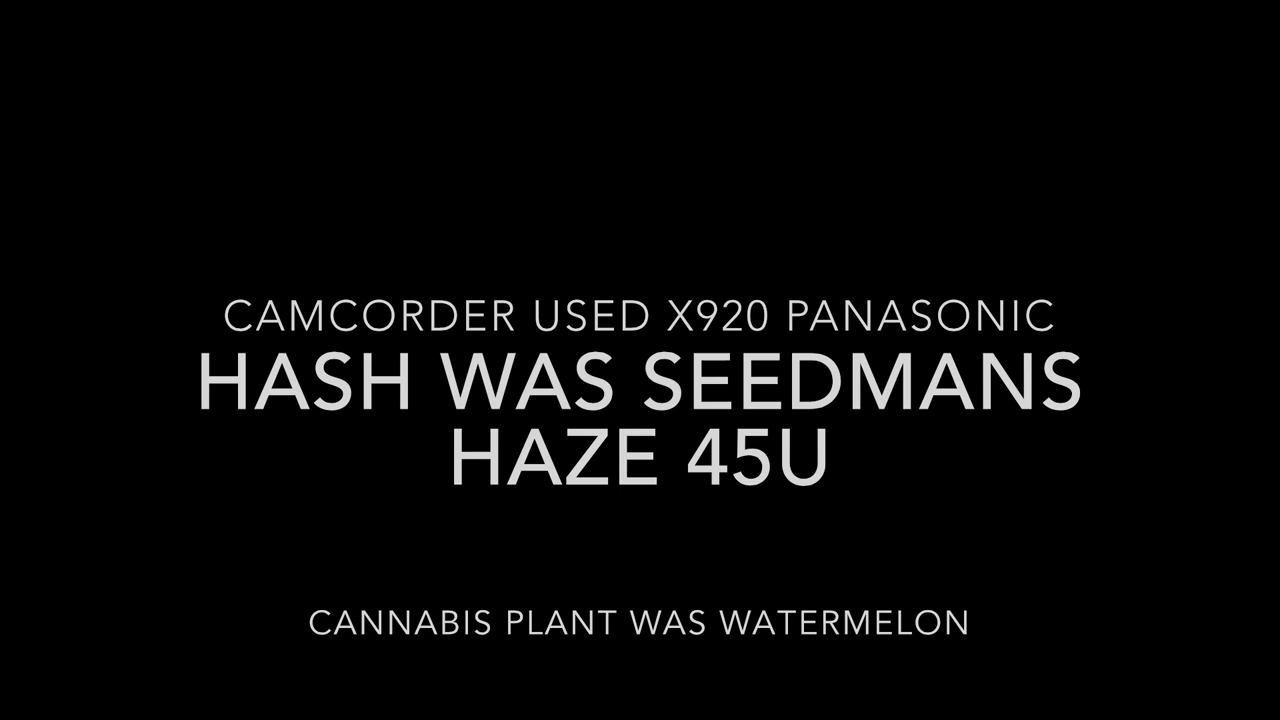 CAMCORDER USED X920 PANASONIC
HASH WAS SEEDMANS
HAZE 45U
CANNABIS PLANT WAS WATERMELON